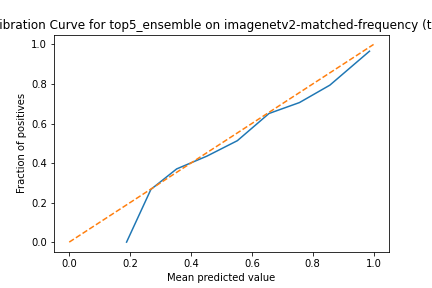 ibration Curve for top5_ensemble on imagenetv2-matched-frequency (t
1.0
0.8
0.6
0.4
0.2
0.0
Fraction of positives
0.0 0.2 0.4 0.6 0.8 1.0
Mean predicted value